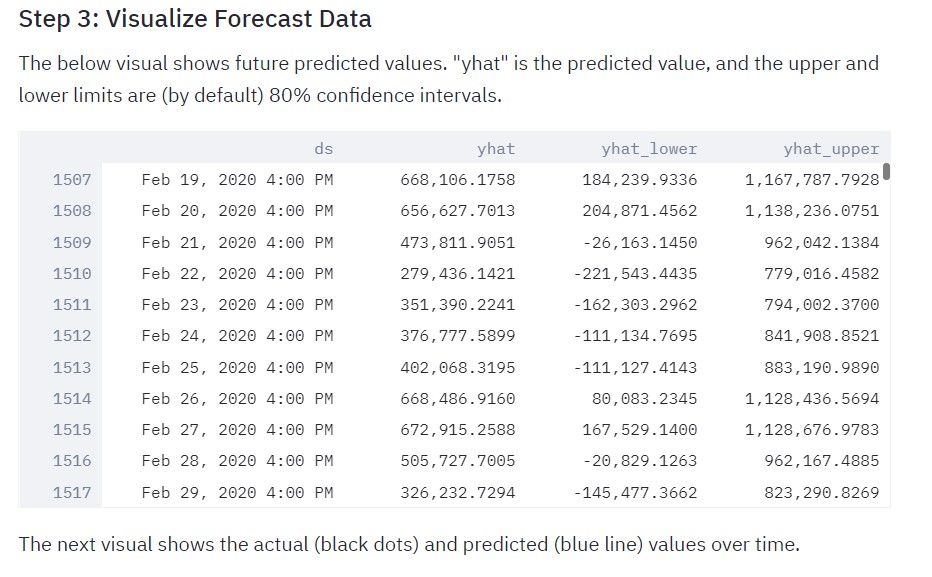 Step 3: Visualize Forecast Data
The below visual shows future predicted values. "yhat" is the predicted value, and the upper and
lower limits are (by default) 80% confidence intervals.
ds yhat yhat_lower yhat_upper
1507 Feb 19, 2020 4:00 PM 668,106.1758 184,239.9336 1,167,787.7928
1508 Feb 20, 2020 4:00 PM 656,627.7013 204,871.4562 1,138,236.0751
1509 Feb 21, 2020 4:00 PM 473,811.9051 -26,163.1450 962,042.1384
1510 Feb 22, 2020 4:00 PM 279,436.1421 -221,543.4435 779,016.4582
1511 Feb 23, 2020 4:00 PM 351,390.2241 -162,303.2962 794,002.3700
1512 Feb 24, 2020 4:00 PM 376,777.5899 -111,134.7695 841,908.8521
1513 Feb 25, 2020 4:00 PM 402,068.3195 -111,127.4143 883,190.9890
1514 Feb 26, 2020 4:00 PM 668,486.9160 80,083.2345 1,128,436.5694
1515 Feb 27, 2020 4:00 PM 672,915.2588 167,529.1400 1,128,676.9783
1516 Feb 28, 2020 4:00 PM 505,727.7005 -20,829.1263 962,167.4885
1517 Feb 29, 2020 4:00 PM 326,232.7294 -145,477.3662 823,290.8269
The next visual shows the actual (black dots) and predicted (blue line) values over time.